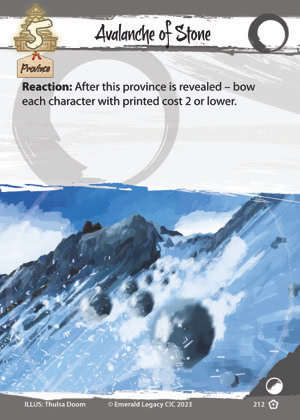 Avalanche of Stone
5
Province
Reaction: After this province is revealed – bow
each character with printed cost 2 or lower.
ILLUS: Thulsa Doom © Emerald Legacy CIC 2023 212